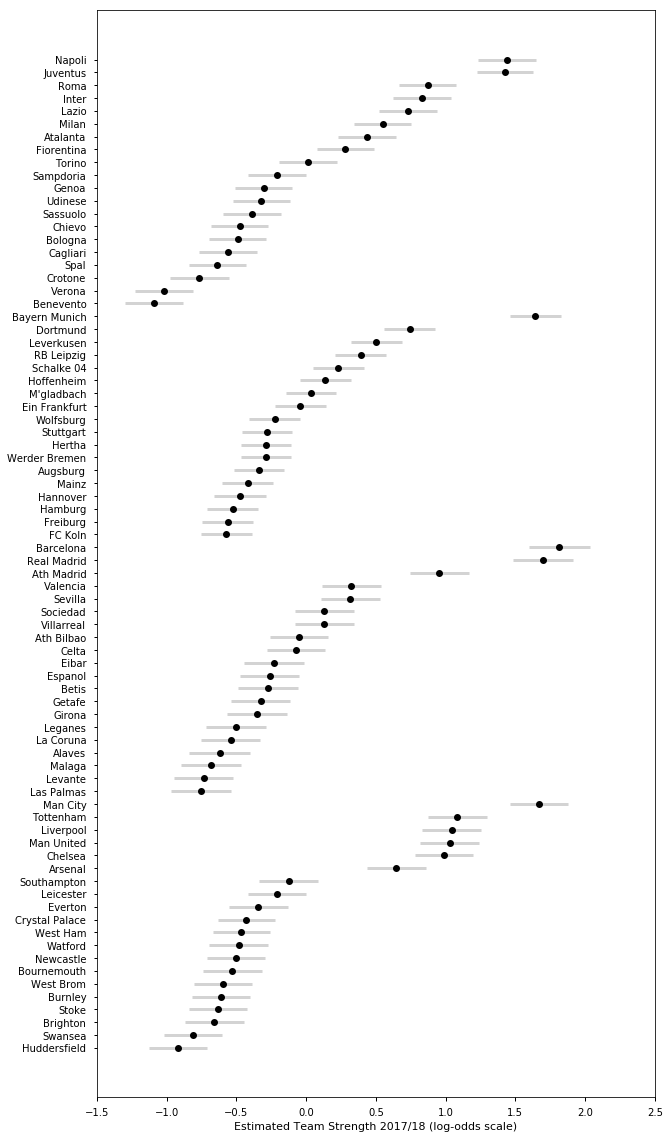 Napoli
Juventus
Roma
Inter
Lazio
Milan
Atalanta
Fiorentina
Torino
Sampdoria
Genoa
Udinese
Sassuolo
Chievo
Bologna
Cagliari
Spal
Crotone
Verona
Benevento
Bayern Munich
Dortmund
Leverkusen
RB Leipzig
Schalke 04
Hoffenheim
M'gladbach
Ein Frankfurt
Wolfsburg
Stuttgart
Hertha
Werder Bremen
Augsburg
Mainz
Hannover
Hamburg
Freiburg
FC Koln
Barcelona
Real Madrid
Ath Madrid
Valencia
Sevilla
Sociedad
Villarreal
Ath Bilbao
Celta
Eibar
Espanol
Betis
Getafe
Girona
Leganes
La Coruna
Alaves
Malaga
Levante
Las Palmas
Man City
Tottenham
Liverpool
Man United
Chelsea
Arsenal
Southampton
Leicester
Everton
Crystal Palace
West Ham
Watford
Newcastle
Bournemouth
West Brom
Burnley
Stoke
Brighton
Swansea
Huddersfield
−1.5 −1.0 −0.5 0.0 0.5 1.0 1.5 2.0 2.5
Estimated Team Strength 2017/18 (log-odds scale)